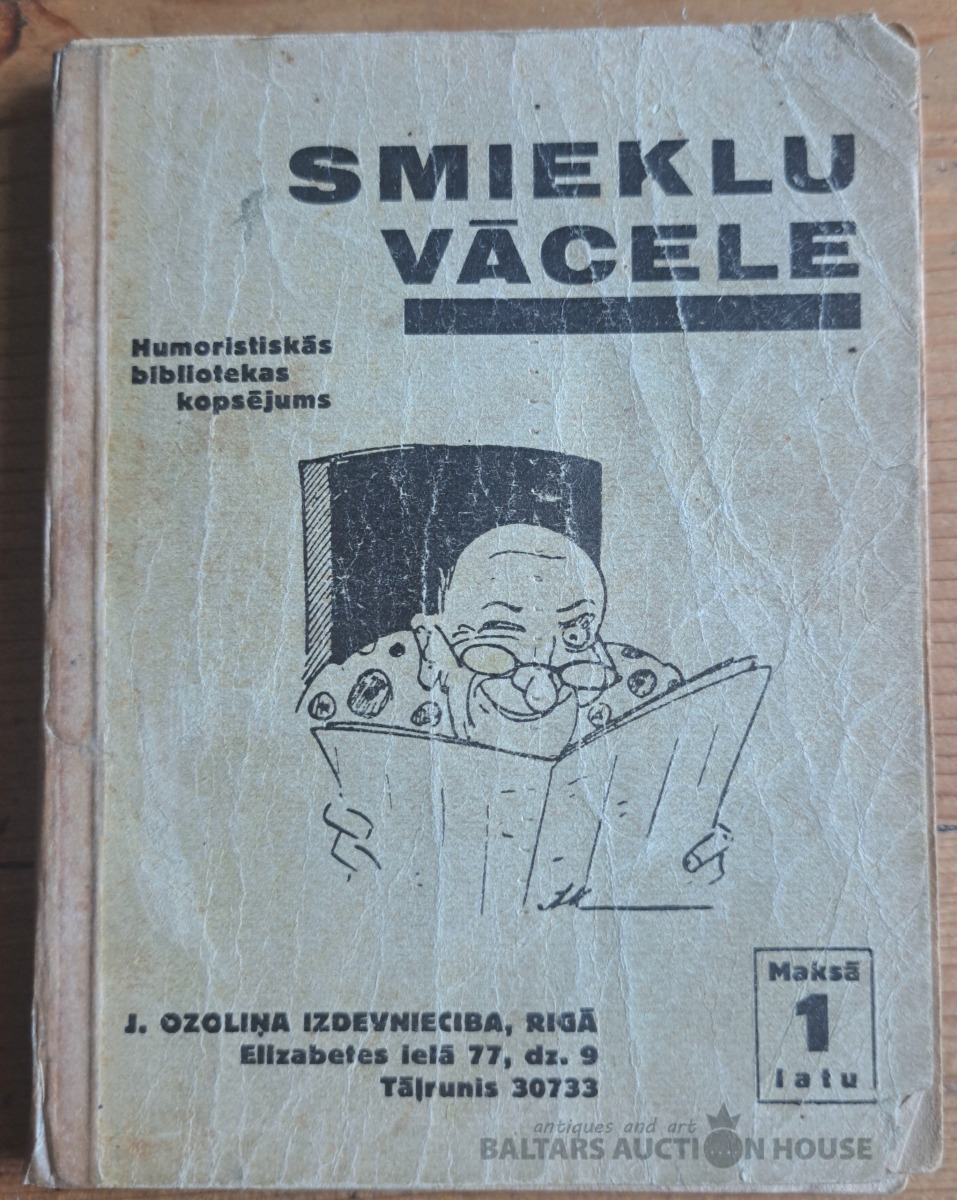 SMIEKLU
VĀCELE
Humoristiskās
bibliotekas
kopsējums
J. OZOLIŅA IZDEVNIECIBA, RIGĀ
Elizabetes ielā 77, dz. 9
Tāļrunis 30733
Maksā
1
latu
antiques and art
BALTARS AUCTION HOUSE